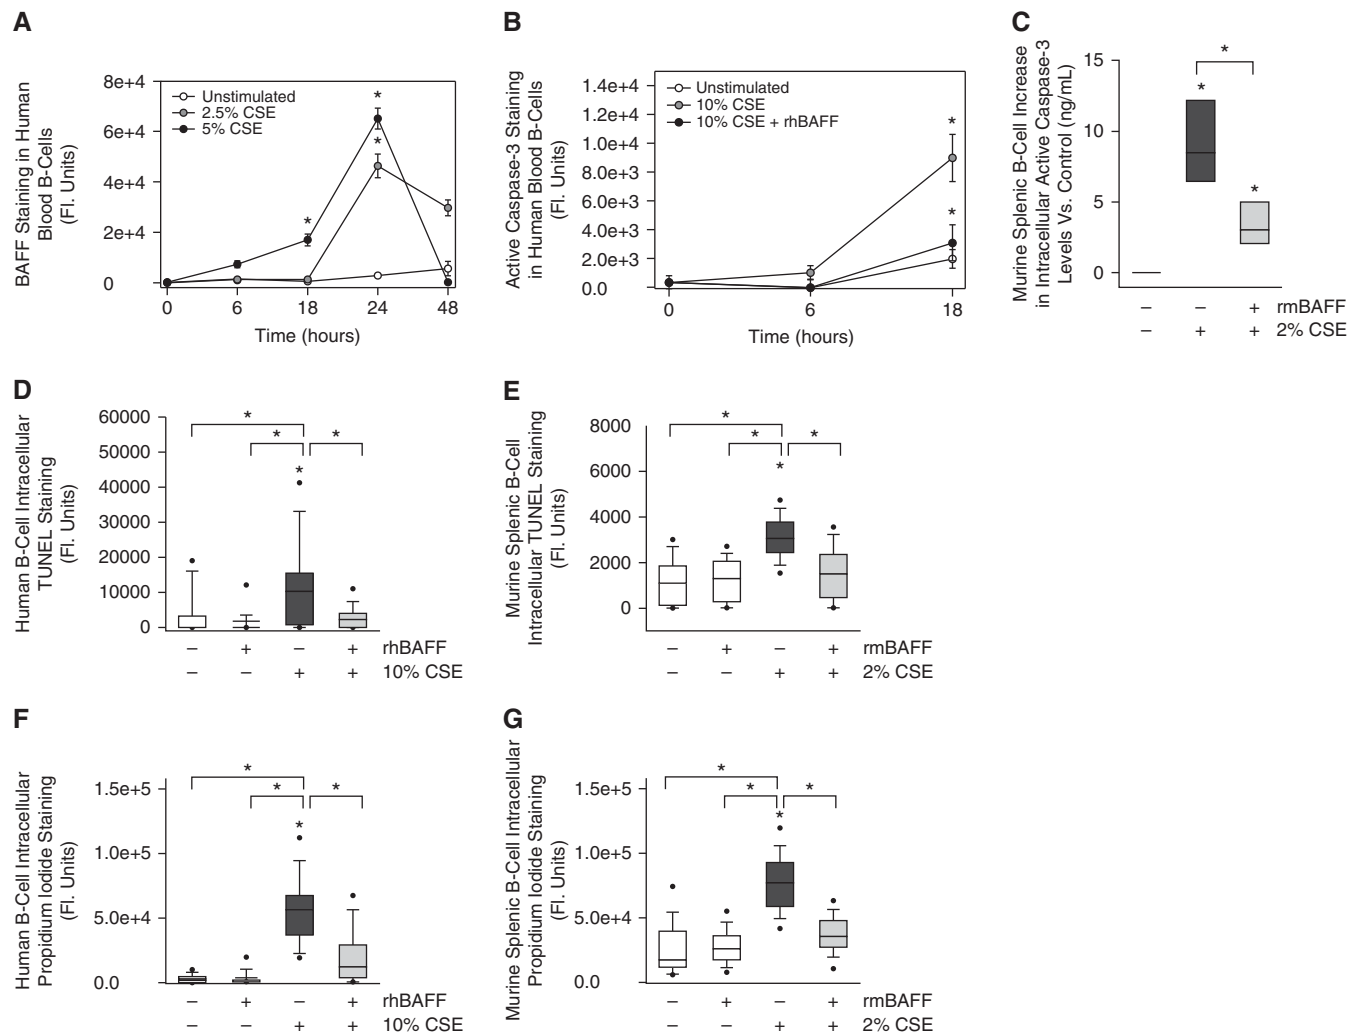 A
BAFF Staining in Human
Blood B-Cells
(Fl. Units)
8e+4
6e+4
4e+4
2e+4
0
Unstimulated
2.5% CSE
5% CSE
*
*
*
0 6 18 24 48
Time (hours)
B
Active Caspase-3 Staining
in Human Blood B-Cells
(Fl. Units)
1.4e+4
1.2e+4
1.0e+4
8.0e+3
6.0e+3
4.0e+3
2.0e+3
0.0
Unstimulated
10% CSE
10% CSE + rhBAFF
*
*
0 6 18
Time (hours)
C
Murine Splenic B-Cell Increase
in Intracellular Active Caspase-3
Levels Vs. Control (ng/mL)
15
10
5
0
*
*
*
− − + rmBAFF
− + + 2% CSE
D
Human B-Cell Intracellular
TUNEL Staining
(Fl. Units)
60000
50000
40000
30000
20000
10000
0
*
* *
*
− + − + rhBAFF
− − + + 10% CSE
E
Murine Splenic B-Cell
Intracellular TUNEL Staining
(Fl. Units)
8000
6000
4000
2000
0
*
* *
*
− + − + rmBAFF
− − + + 2% CSE
F
Human B-Cell Intracellular
Propidium Iodide Staining
(Fl. Units)
1.5e+5
1.0e+5
5.0e+4
0.0
*
* *
*
− + − + rhBAFF
− − + + 10% CSE
G
Murine Splenic B-Cell Intracellular
Propidium Iodide Staining
(Fl. Units)
1.5e+5
1.0e+5
5.0e+4
0.0
*
* *
*
− + − + rmBAFF
− − + + 2% CSE